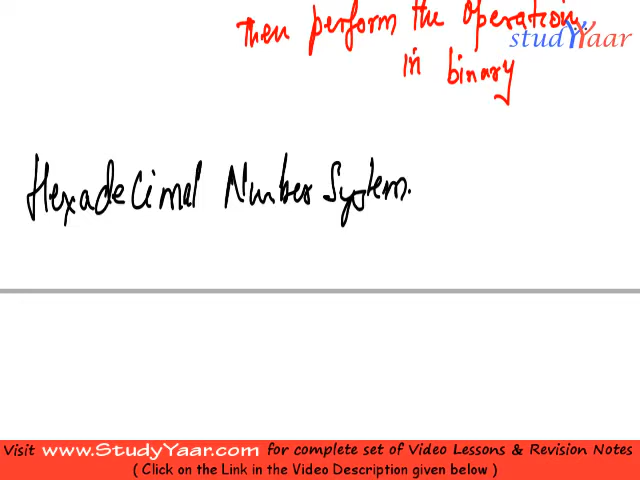 then perform the operation
studYYaar
in binary
Hexadecimal Number System.
Visit www.StudyYaar.com for complete set of Video Lessons & Revision Notes
( Click on the Link in the Video Description given below )